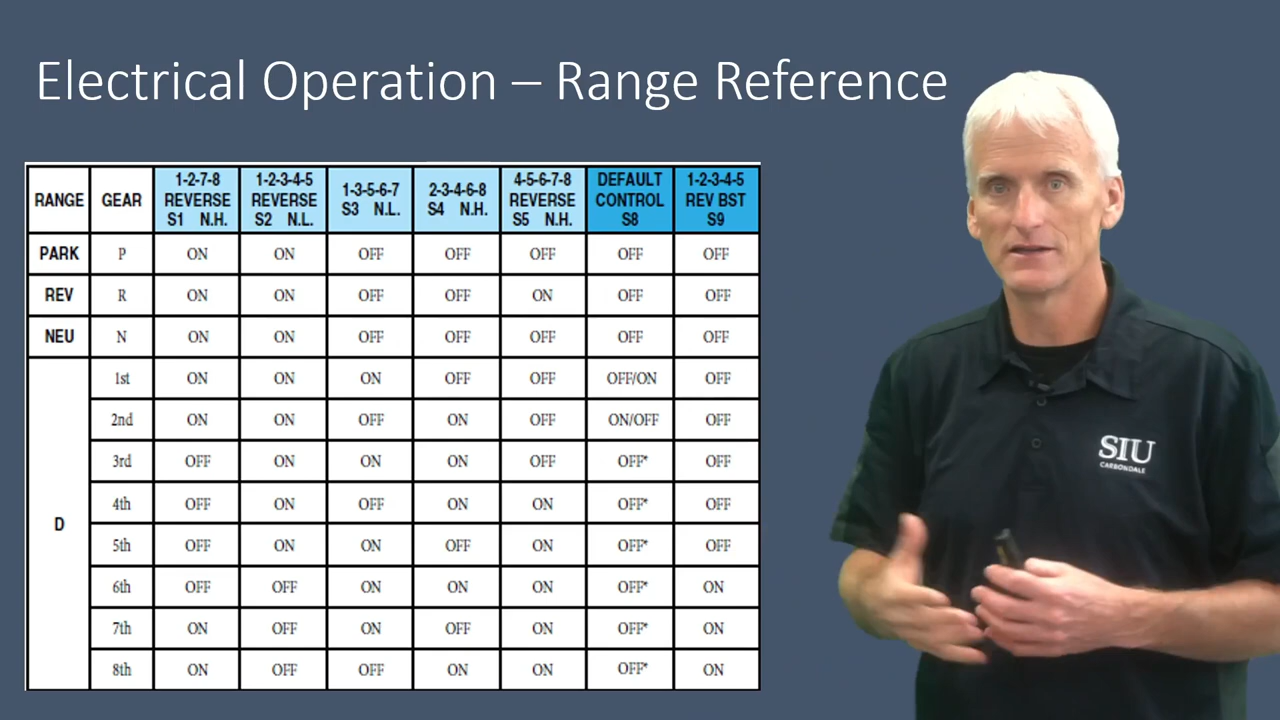 Electrical Operation – Range Reference
RANGE GEAR 1-2-7-8 REVERSE S1 N.H. 1-2-3-4-5 REVERSE S2 N.L. 1-3-5-6-7 S3 N.L. 2-3-4-6-8 S4 N.H. 4-5-6-7-8 REVERSE S5 N.H. DEFAULT CONTROL S8 1-2-3-4-5 REV BST S9
PARK P ON ON OFF OFF OFF OFF OFF
REV R ON ON OFF OFF ON OFF OFF
NEU N ON ON OFF OFF OFF OFF OFF
D
1st ON ON ON OFF OFF OFF/ON OFF
2nd ON ON OFF ON OFF ON/OFF OFF
3rd OFF ON ON ON OFF OFF* OFF
4th OFF ON OFF ON ON OFF* OFF
5th OFF ON ON OFF ON OFF* OFF
6th OFF OFF ON ON ON OFF* ON
7th ON OFF ON OFF ON OFF* ON
8th ON OFF OFF ON ON OFF* ON
SIU
CARBONDALE